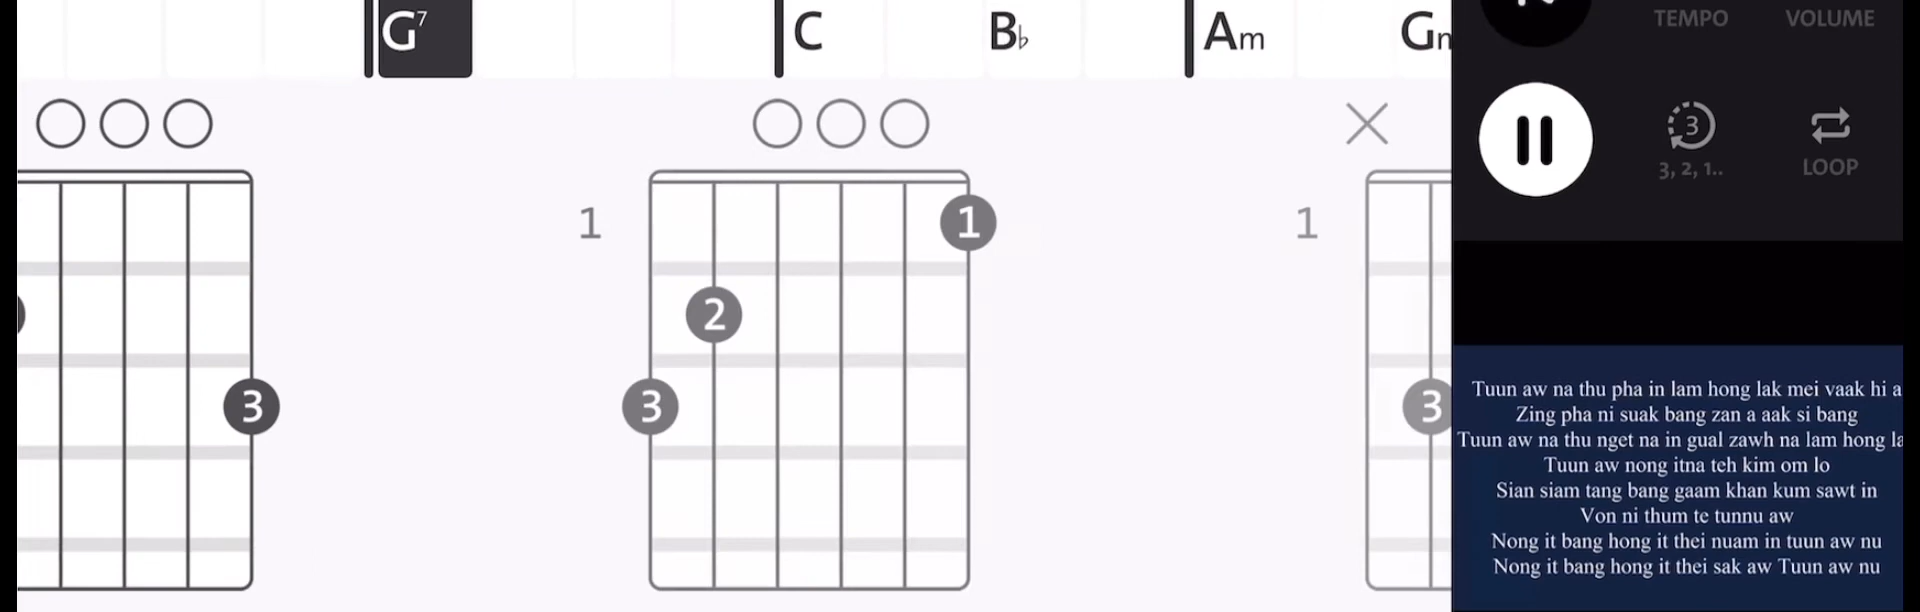 G7 C B♭ Am G
TEMPO VOLUME
3
3, 2, 1.. LOOP
1 1 1
2
3 3 3
Tuun aw na thu pha in lam hong lak mei vaak hi a
Zing pha ni suak bang zan a aak si bang
Tuun aw na thu nget na in gual zawh na lam hong la
Tuun aw nong itna teh kim om lo
Sian siam tang bang gaam khan kum sawt in
Von ni thum te tunnu aw
Nong it bang hong it thei nuam in tuun aw nu
Nong it bang hong it thei sak aw Tuun aw nu